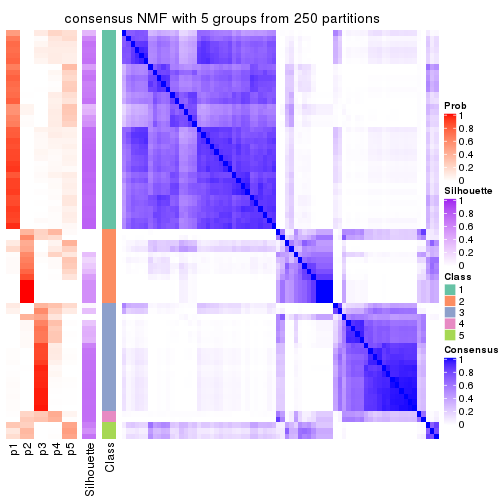 consensus NMF with 5 groups from 250 partitions
Prob
1
0.8
0.6
0.4
0.2
0
Silhouette
1
0.8
0.6
0.4
0.2
0
Class
1
2
3
4
5
Consensus
1
0.8
0.6
0.4
0.2
0
p1
p2
p3
p4
p5
Silhouette
Class